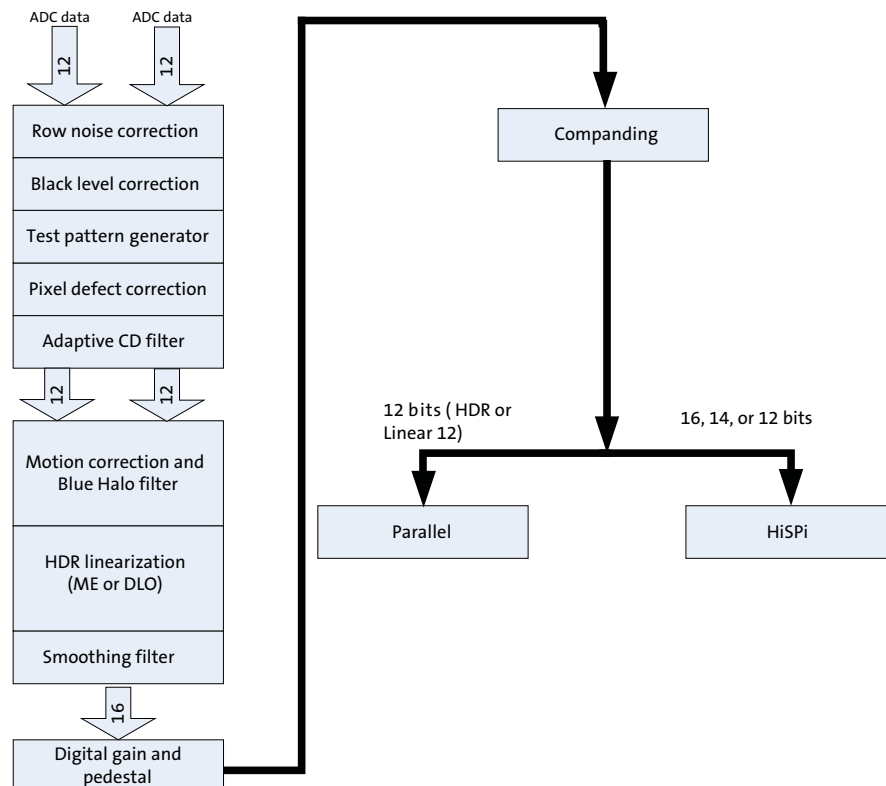 ADC data
ADC data
12
12
Row noise correction
Black level correction
Test pattern generator
Pixel defect correction
Adaptive CD filter
12
12
Motion correction and
Blue Halo filter
HDR linearization
(ME or DLO)
Smoothing filter
16
Digital gain and
pedestal
Companding
12 bits ( HDR or
Linear 12)
16, 14, or 12 bits
Parallel
HiSPi